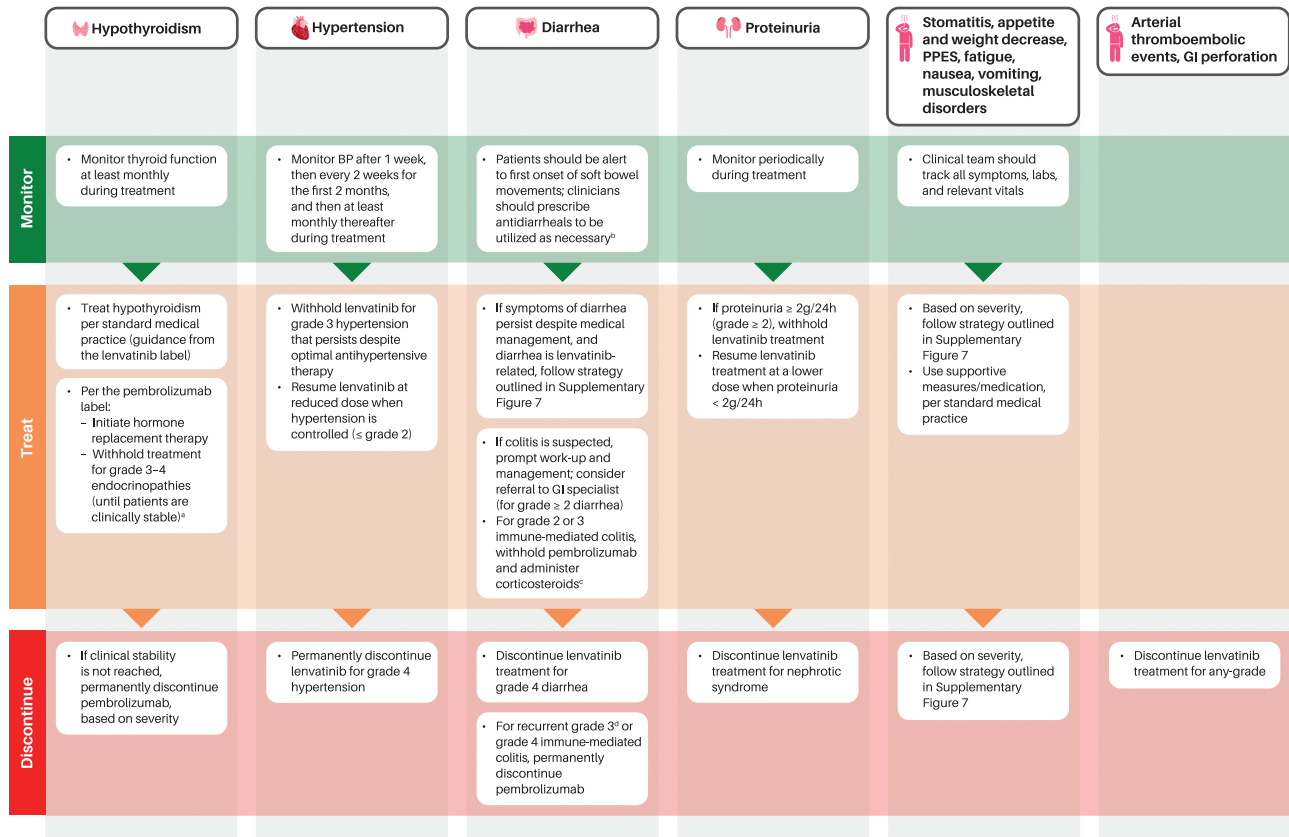 Hypothyroidism
Hypertension
Diarrhea
Proteinuria
Stomatitis, appetite
and weight decrease,
PPES, fatigue,
nausea, vomiting,
musculoskeletal
disorders
Arterial
thromboembolic
events, GI perforation
Monitor
• Monitor thyroid function
at least monthly
during treatment
• Monitor BP after 1 week,
then every 2 weeks for
the first 2 months,
and then at least
monthly thereafter
during treatment
• Patients should be alert
to first onset of soft bowel
movements; clinicians
should prescribe
antidiarrheals to be
utilized as necessaryᵇ
• Monitor periodically
during treatment
• Clinical team should
track all symptoms, labs,
and relevant vitals
Treat
• Treat hypothyroidism
per standard medical
practice (guidance from
the lenvatinib label)
• Per the pembrolizumab
label:
– Initiate hormone
replacement therapy
– Withhold treatment
for grade 3–4
endocrinopathies
(until patients are
clinically stable)ᵃ
• Withhold lenvatinib for
grade 3 hypertension
that persists despite
optimal antihypertensive
therapy
• Resume lenvatinib at
reduced dose when
hypertension is
controlled (≤ grade 2)
• If symptoms of diarrhea
persist despite medical
management, and
diarrhea is lenvatinib-
related, follow strategy
outlined in Supplementary
Figure 7
• If colitis is suspected,
prompt work-up and
management; consider
referral to GI specialist
(for grade ≥ 2 diarrhea)
• For grade 2 or 3
immune-mediated colitis,
withhold pembrolizumab
and administer
corticosteroidsᶜ
• If proteinuria ≥ 2g/24h
(grade ≥ 2), withhold
lenvatinib treatment
• Resume lenvatinib
treatment at a lower
dose when proteinuria
< 2g/24h
• Based on severity,
follow strategy outlined
in Supplementary
Figure 7
• Use supportive
measures/medication,
per standard medical
practice
Discontinue
• If clinical stability
is not reached,
permanently discontinue
pembrolizumab,
based on severity
• Permanently discontinue
lenvatinib for grade 4
hypertension
• Discontinue lenvatinib
treatment for
grade 4 diarrhea
• For recurrent grade 3ᵈ or
grade 4 immune-mediated
colitis, permanently
discontinue
pembrolizumab
• Discontinue lenvatinib
treatment for nephrotic
syndrome
• Based on severity,
follow strategy outlined
in Supplementary
Figure 7
• Discontinue lenvatinib
treatment for any-grade